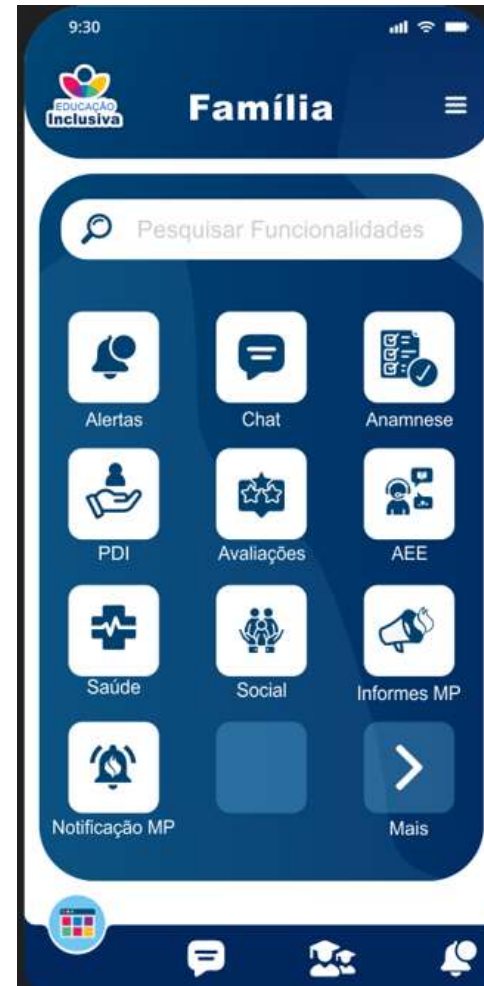 9:30
EDUCAÇÃO
Inclusiva
Família
Pesquisar Funcionalidades
Alertas
Chat
Anamnese
PDI
Avaliações
AEE
Saúde
Social
Informes MP
Notificação MP
Mais